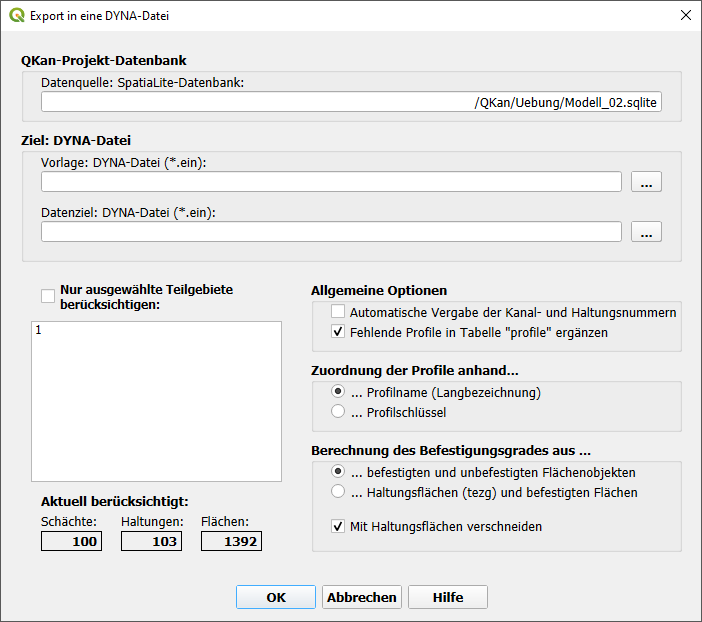 Export in eine DYNA-Datei
QKan-Projekt-Datenbank
Datenquelle: SpatiaLite-Datenbank:
/QKan/Uebung/Modell_02.sqlite
Ziel: DYNA-Datei
Vorlage: DYNA-Datei (*.ein):
...
Datenziel: DYNA-Datei (*.ein):
...
Nur ausgewählte Teilgebiete
berücksichtigen:
1
Aktuell berücksichtigt:
Schächte: Haltungen: Flächen:
100 103 1392
Allgemeine Optionen
Automatische Vergabe der Kanal- und Haltungsnummern
Fehlende Profile in Tabelle "profile" ergänzen
Zuordnung der Profile anhand...
... Profilname (Langbezeichnung)
... Profilschlüssel
Berechnung des Befestigungsgrades aus ...
... befestigten und unbefestigten Flächenobjekten
... Haltungsflächen (tezg) und befestigten Flächen
Mit Haltungsflächen verschneiden
OK Abbrechen Hilfe